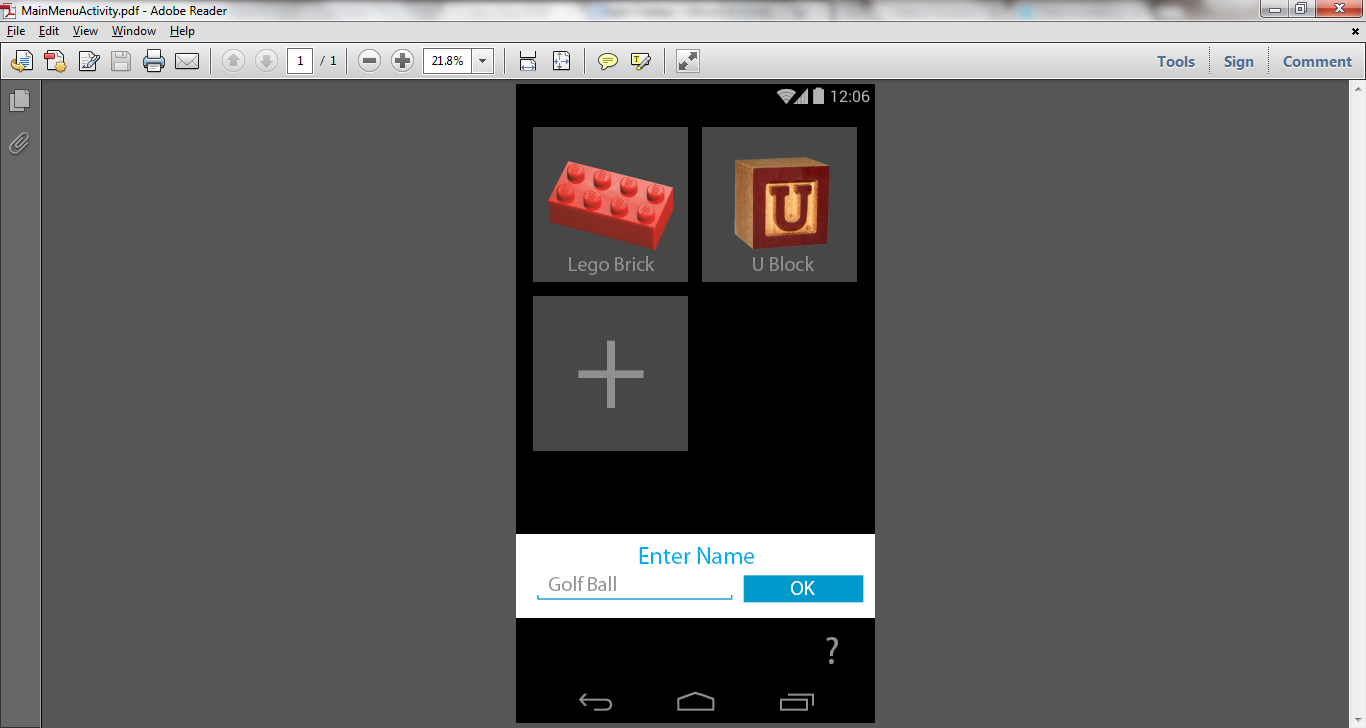 MainMenuActivity.pdf - Adobe Reader
File Edit View Window Help
1 / 1 21.8% Tools Sign Comment
12:06
Lego Brick U Block
U
Enter Name
Golf Ball OK
?